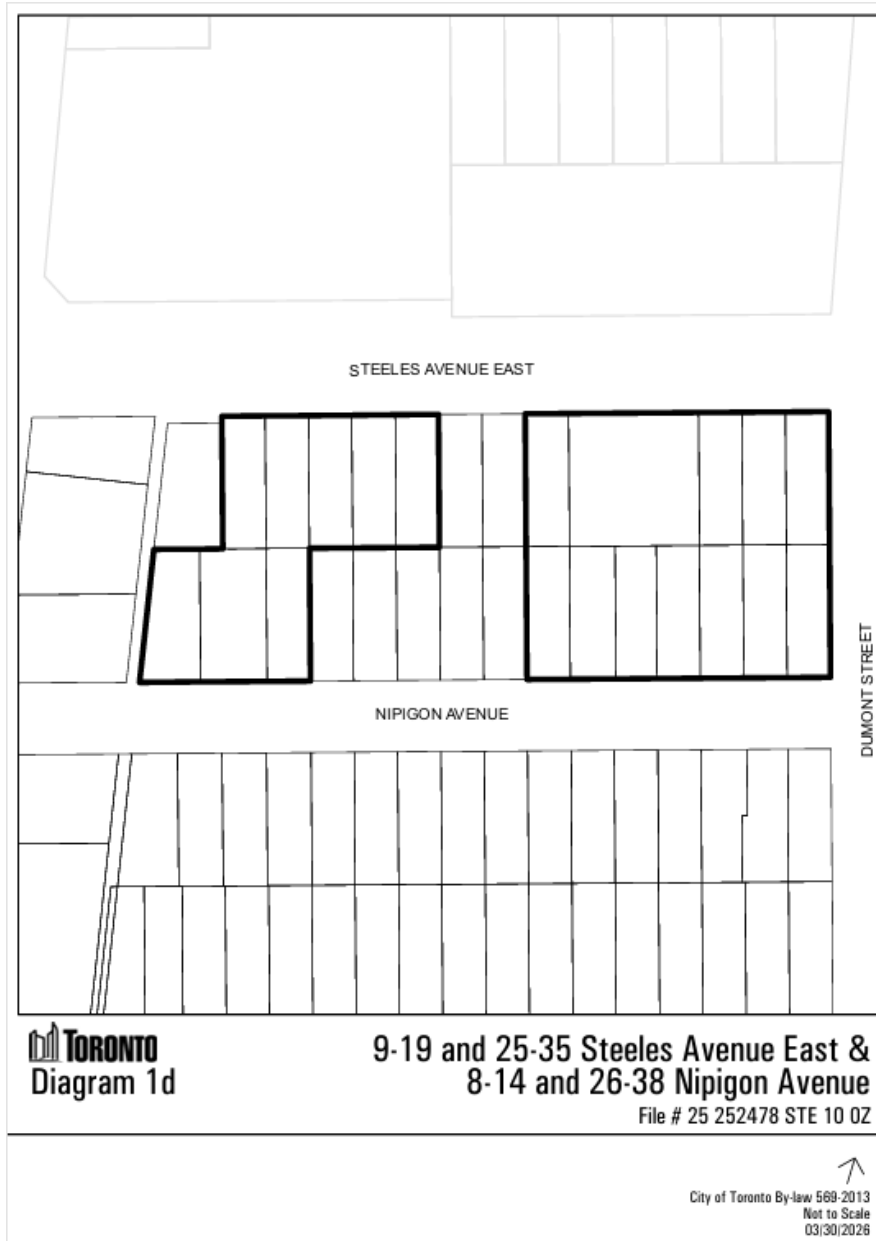 STEELES AVENUE EAST
DUMONT STREET
NIPIGON AVENUE
TORONTO
Diagram 1d
9-19 and 25-35 Steeles Avenue East &
8-14 and 26-38 Nipigon Avenue
File # 25 252478 STE 10 OZ
City of Toronto By-law 569-2013
Not to Scale
03/30/2026